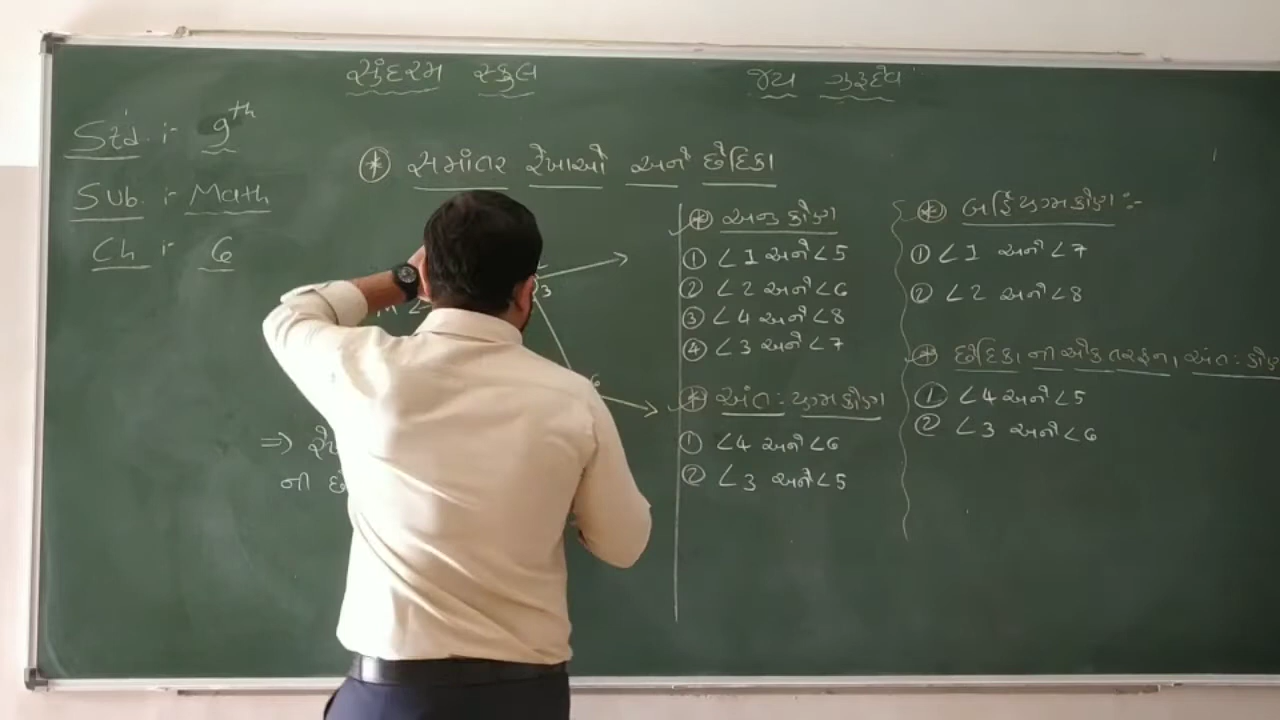 સુંદરમ સ્કુલ
જય ગુરુદેવ
Std :- 9th
Sub. :- Math
Ch :- 6
* સમાંતર રેખાઓ અને છેદિકા
3
m
6
⇒
ની
* અનુકોણ
① ∠1 અને ∠5
② ∠2 અને ∠6
③ ∠4 અને ∠8
④ ∠3 અને ∠7
* અંતઃયુગ્મકોણ
① ∠4 અને ∠6
② ∠3 અને ∠5
* બહિર્યુગ્મકોણ :-
① ∠1 અને ∠7
② ∠2 અને ∠8
* છેદિકા ની એક તરફના અંતઃકોણ
① ∠4 અને ∠5
② ∠3 અને ∠6